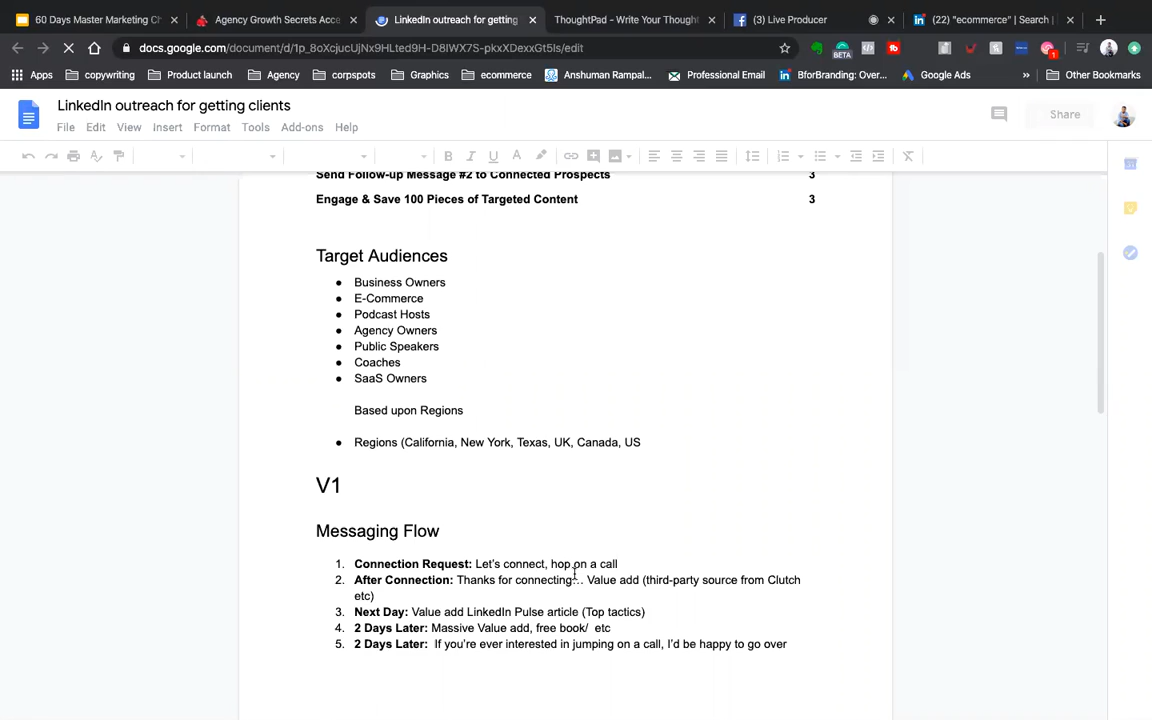 60 Days Master Marketing Ch
Agency Growth Secrets Acce
LinkedIn outreach for getting
ThoughtPad - Write Your Thought
(3) Live Producer
(22) "ecommerce" | Search |
docs.google.com/document/d/1p_8oXcjucUjNx9HLted9H-D8IWX7S-pkxXDexxGt5Is/edit
BETA
1
Apps
copywriting
Product launch
Agency
corpspots
Graphics
ecommerce
Anshuman Rampal...
Professional Email
BforBranding: Over...
Google Ads
»
Other Bookmarks
LinkedIn outreach for getting clients
File Edit View Insert Format Tools Add-ons Help
Share
Send Follow-up Message #2 to Connected Prospects 3
Engage & Save 100 Pieces of Targeted Content 3
Target Audiences
● Business Owners
● E-Commerce
● Podcast Hosts
● Agency Owners
● Public Speakers
● Coaches
● SaaS Owners
Based upon Regions
● Regions (California, New York, Texas, UK, Canada, US
V1
Messaging Flow
1. Connection Request: Let's connect, hop on a call
2. After Connection: Thanks for connecting... Value add (third-party source from Clutch
etc)
3. Next Day: Value add LinkedIn Pulse article (Top tactics)
4. 2 Days Later: Massive Value add, free book/ etc
5. 2 Days Later: If you're ever interested in jumping on a call, I'd be happy to go over